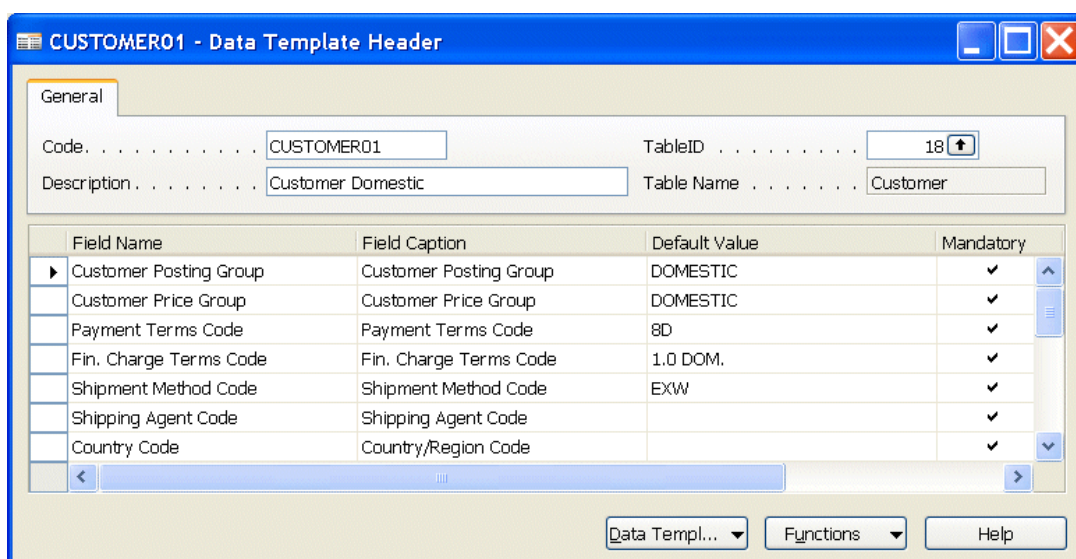 CUSTOMER01 - Data Template Header
General
Code. . . . . . . . . . . CUSTOMER01 TableID . . . . . . . . . 18
Description . . . . . . . . Customer Domestic Table Name . . . . . . . Customer
Field Name Field Caption Default Value Mandatory
Customer Posting Group Customer Posting Group DOMESTIC ✔
Customer Price Group Customer Price Group DOMESTIC ✔
Payment Terms Code Payment Terms Code 8D ✔
Fin. Charge Terms Code Fin. Charge Terms Code 1.0 DOM. ✔
Shipment Method Code Shipment Method Code EXW ✔
Shipping Agent Code Shipping Agent Code ✔
Country Code Country/Region Code ✔
Data Templ... Functions Help